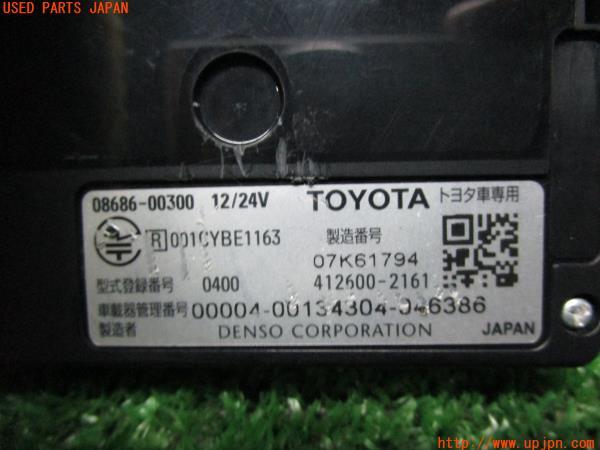 USED PARTS JAPAN
08686-00300 12/24V TOYOTA トヨタ車専用
R 001CYBE1163 製造番号
07K61794
型式登録番号 0400 412600-2161
車載器管理番号 00004-00134304-046386
製造者 DENSO CORPORATION JAPAN
http://www.upjpn.com/